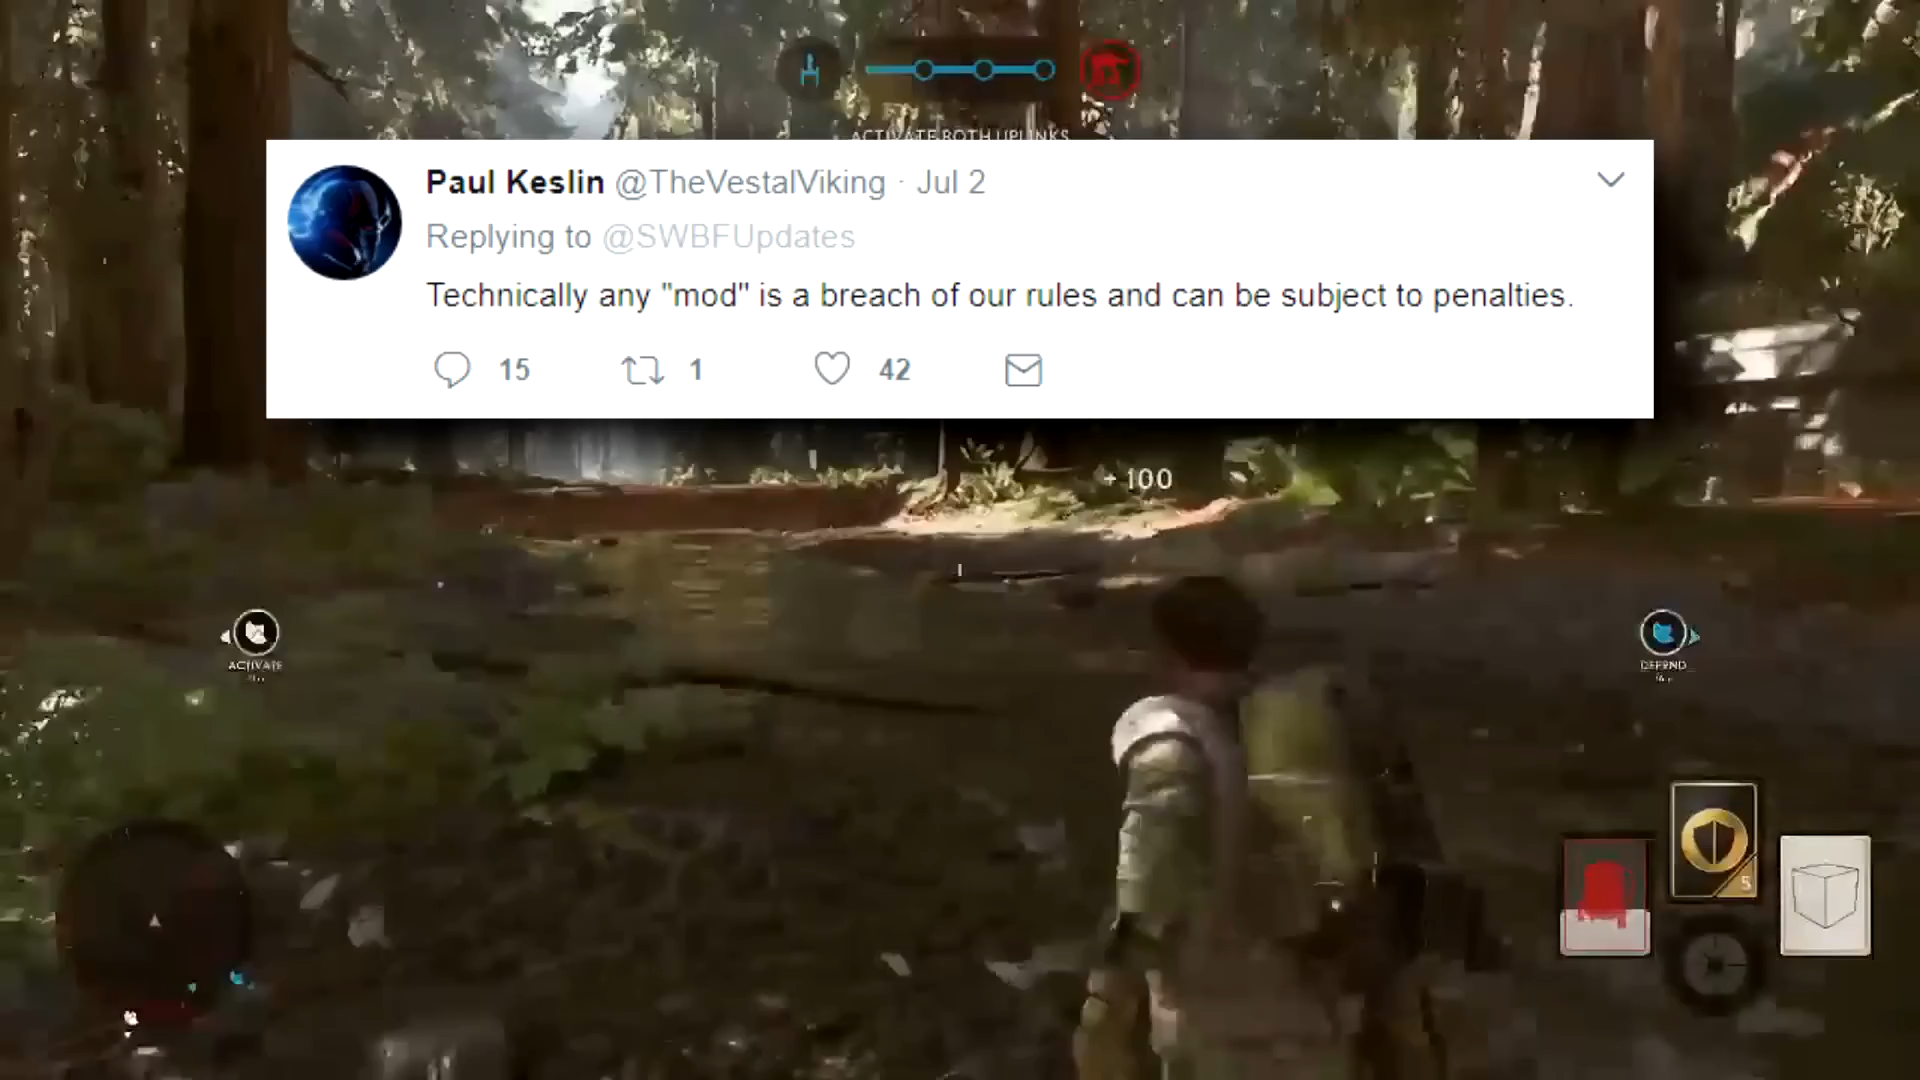 ACTIVATE BOTH UPLINKS
Paul Keslin @TheVestalViking · Jul 2
Replying to @SWBFUpdates
Technically any "mod" is a breach of our rules and can be subject to penalties.
15 1 42
+ 100
ACTIVATE
DEFEND
5